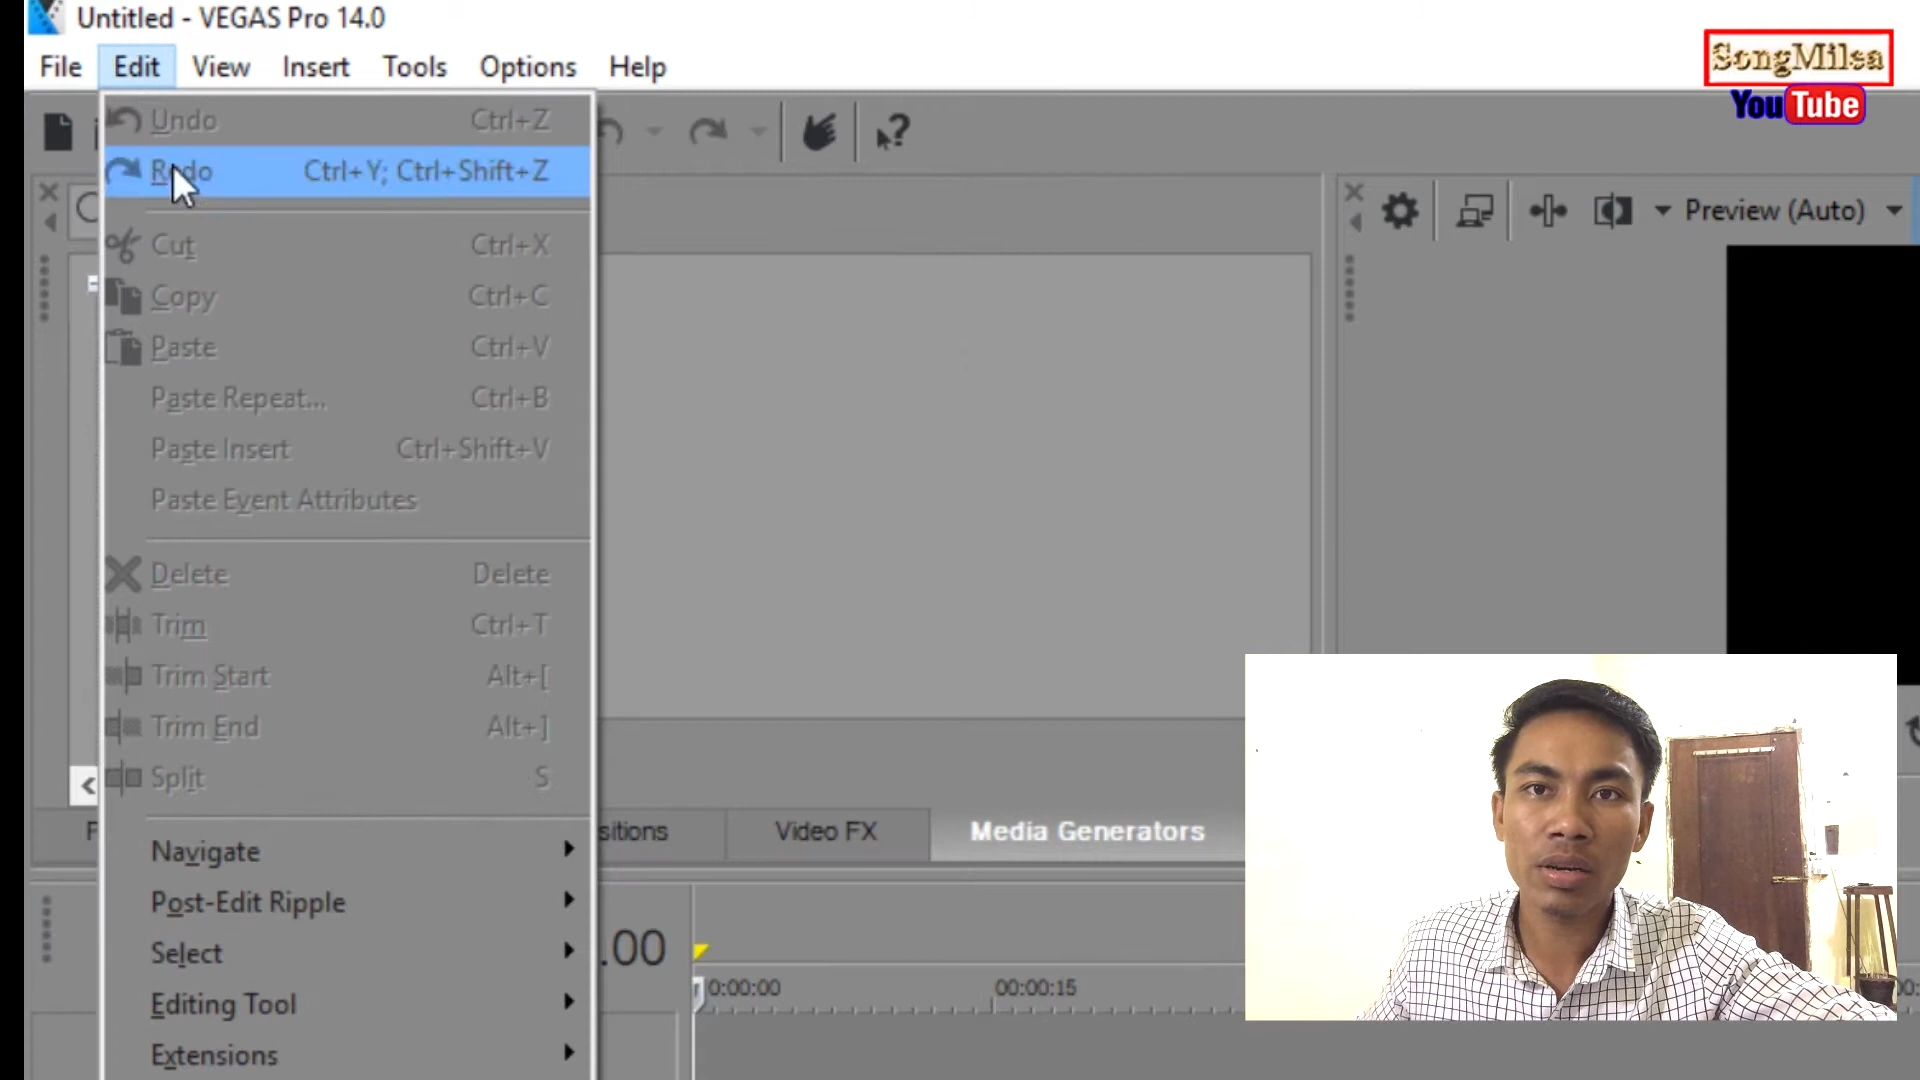 Untitled - VEGAS Pro 14.0
File Edit View Insert Tools Options Help
SongMilsa
YouTube
Undo Ctrl+Z
Redo Ctrl+Y; Ctrl+Shift+Z
Preview (Auto)
Cut Ctrl+X
Copy Ctrl+C
Paste Ctrl+V
Paste Repeat... Ctrl+B
Paste Insert Ctrl+Shift+V
Paste Event Attributes
Delete Delete
Trim Ctrl+T
Trim Start Alt+[
Trim End Alt+]
Split S
sitions Video FX Media Generators
Navigate
Post-Edit Ripple
Select
.00
Editing Tool
0:00:00 00:00:15
Extensions